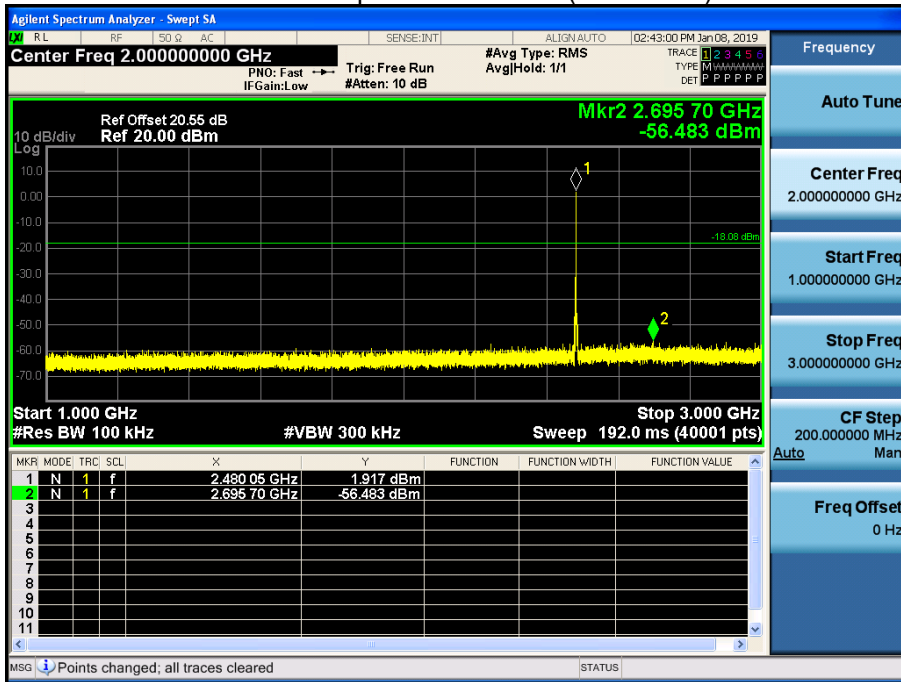 Agilent Spectrum Analyzer - Swept SA
LXI RL RF 50 Ω AC SENSE:INT ALIGN AUTO 02:43:00 PM Jan 08, 2019
Center Freq 2.000000000 GHz
PNO: Fast
IFGain:Low
Trig: Free Run
#Atten: 10 dB
#Avg Type: RMS
Avg|Hold: 1/1
TRACE 1 2 3 4 5 6
TYPE M
DET P P P P P P
Frequency
Mkr2 2.695 70 GHz
-56.483 dBm
Ref Offset 20.55 dB
10 dB/div Ref 20.00 dBm
Log
10.0
0.00
-10.0
-20.0
-30.0
-40.0
-50.0
-60.0
-70.0
1
-18.08 dBm
2
Start 1.000 GHz Stop 3.000 GHz
#Res BW 100 kHz #VBW 300 kHz Sweep 192.0 ms (40001 pts)
MKR MODE TRC SCL X Y FUNCTION FUNCTION WIDTH FUNCTION VALUE
1 N 1 f 2.480 05 GHz 1.917 dBm
2 N 1 f 2.695 70 GHz -56.483 dBm
3
4
5
6
7
8
9
10
11
Auto Tune
Center Freq
2.000000000 GHz
Start Freq
1.000000000 GHz
Stop Freq
3.000000000 GHz
CF Step
200.000000 MHz
Auto Man
Freq Offset
0 Hz
MSG Points changed; all traces cleared STATUS